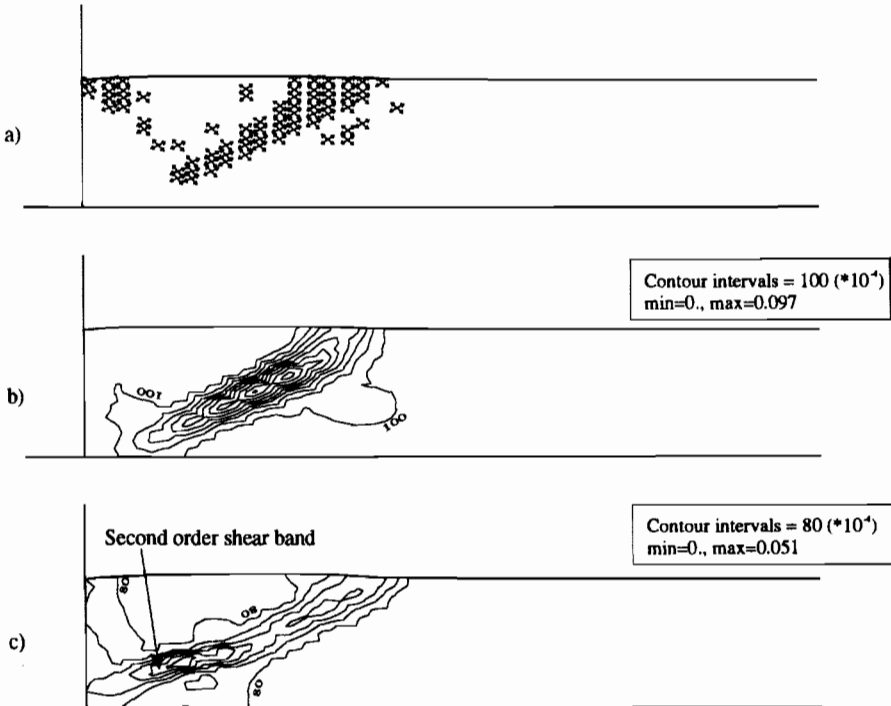 a)
b)
Contour intervals = 100 (*10⁻⁴)
min=0., max=0.097
100
100
c)
Second order shear band
Contour intervals = 80 (*10⁻⁴)
min=0., max=0.051
80
80
80